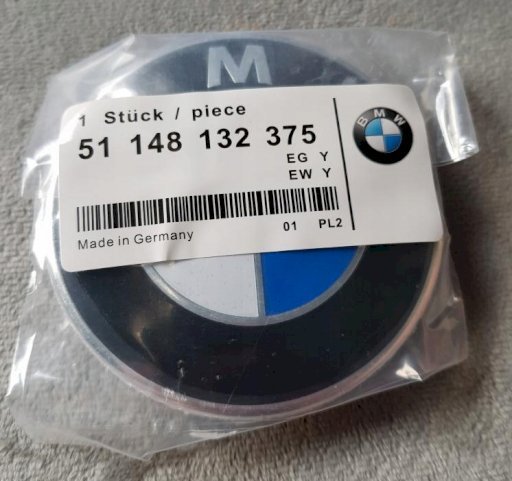 M
1 Stück / piece
51 148 132 375
EG Y
EW Y
BMW
Made in Germany
01 PL2